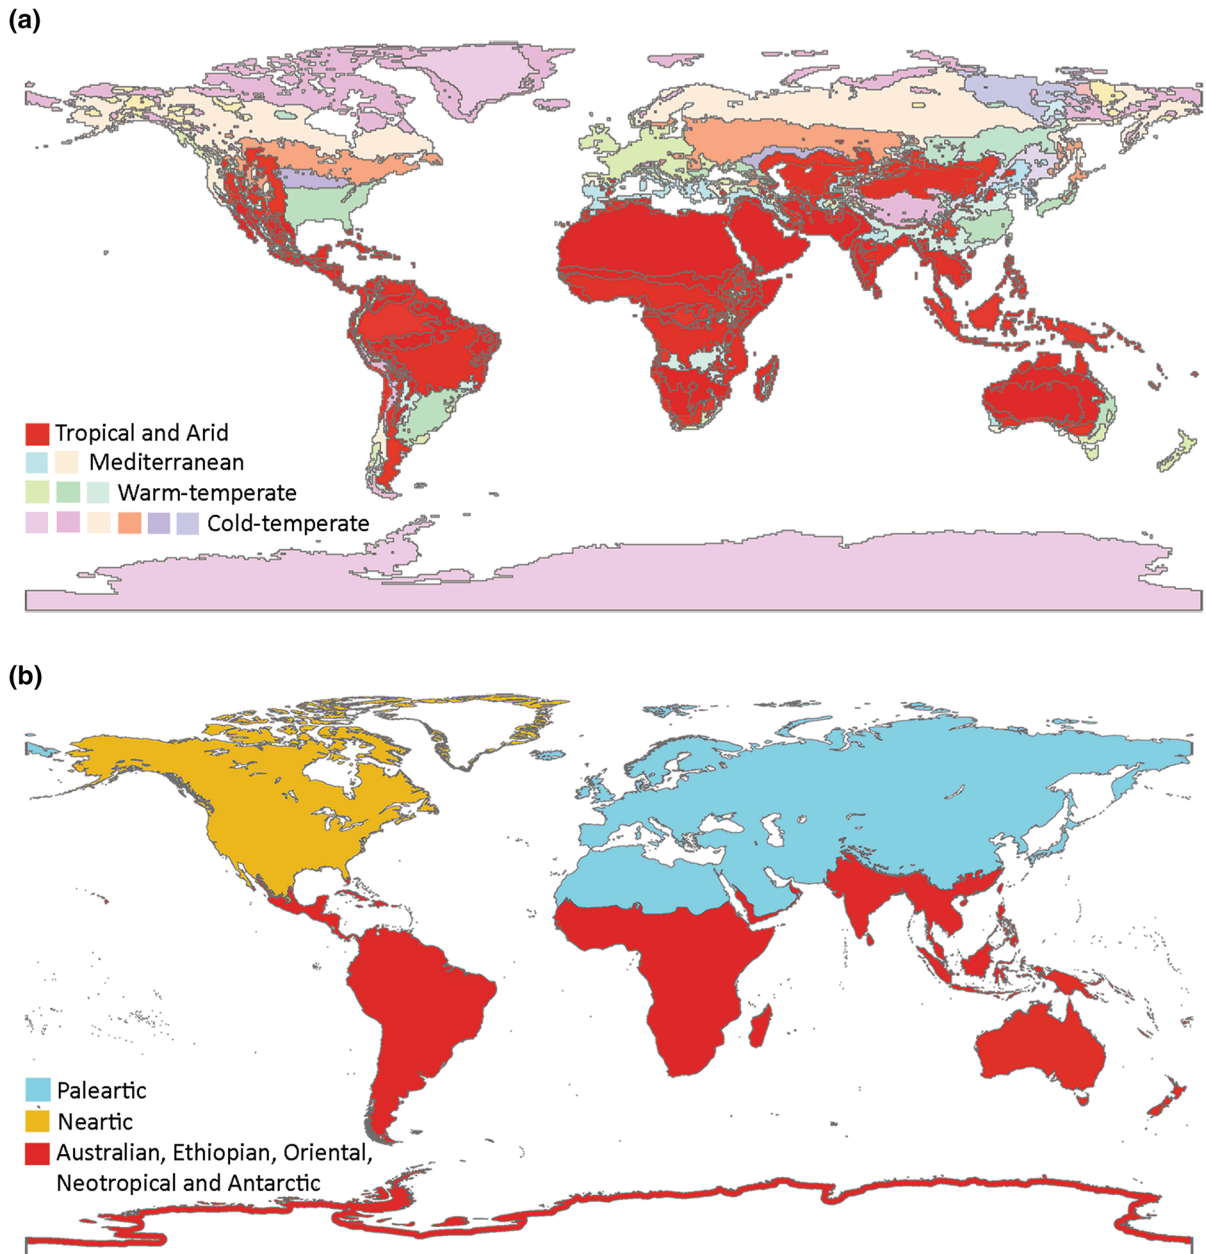 (a)
Tropical and Arid
Mediterranean
Warm-temperate
Cold-temperate
(b)
Paleartic
Neartic
Australian, Ethiopian, Oriental,
Neotropical and Antarctic